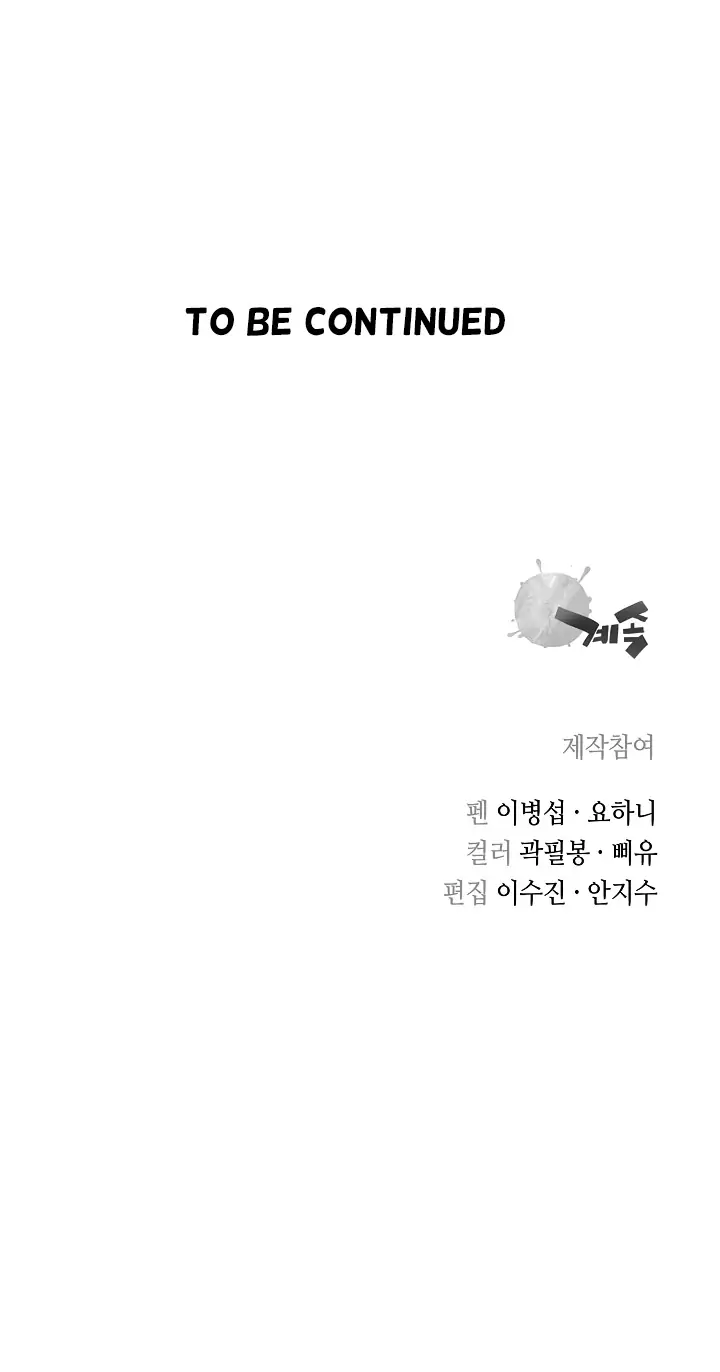 TO BE CONTINUED
계속
제작참여
펜 이병섭 · 요하니
컬러 곽필봉 · 삐유
편집 이수진 · 안지수